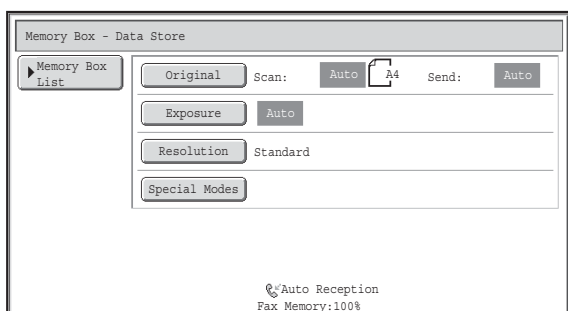 Memory Box - Data Store
Memory Box
List
Original Scan: Auto A4 Send: Auto
Exposure Auto
Resolution Standard
Special Modes
Auto Reception
Fax Memory:100%